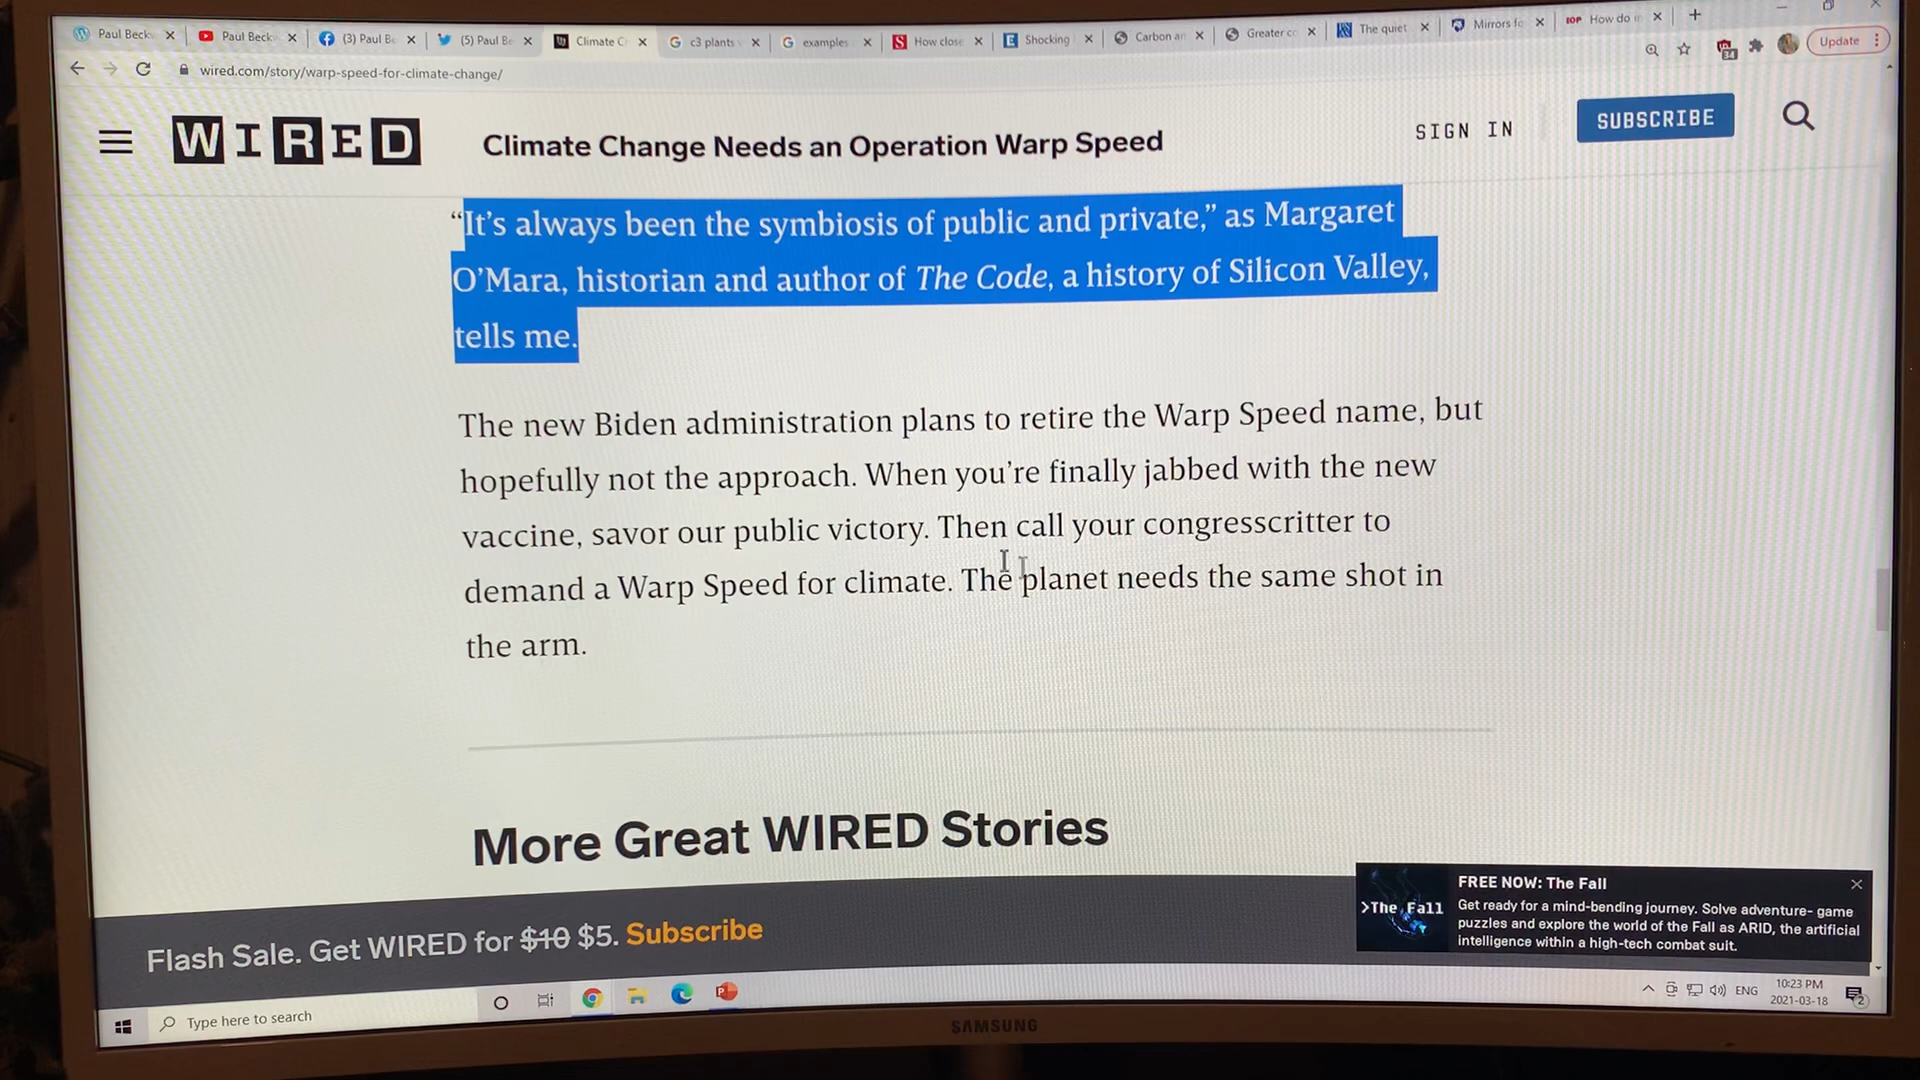 Paul Beck
Paul Beck
(3) Paul Be
(5) Paul Be
Climate C
c3 plants
examples
How close
Shocking
Carbon an
Greater co
The quiet
Mirrors fo
IOP How do i
wired.com/story/warp-speed-for-climate-change/
34
Update
WIRED
Climate Change Needs an Operation Warp Speed
SIGN IN
SUBSCRIBE
“It’s always been the symbiosis of public and private,” as Margaret
O’Mara, historian and author of The Code, a history of Silicon Valley,
tells me.
The new Biden administration plans to retire the Warp Speed name, but
hopefully not the approach. When you’re finally jabbed with the new
vaccine, savor our public victory. Then call your congresscritter to
demand a Warp Speed for climate. The planet needs the same shot in
the arm.
More Great WIRED Stories
Flash Sale. Get WIRED for $10 $5. Subscribe
>The Fall
FREE NOW: The Fall
Get ready for a mind-bending journey. Solve adventure- game
puzzles and explore the world of the Fall as ARID, the artificial
intelligence within a high-tech combat suit.
Type here to search
ENG
10:23 PM
2021-03-18
2
SAMSUNG